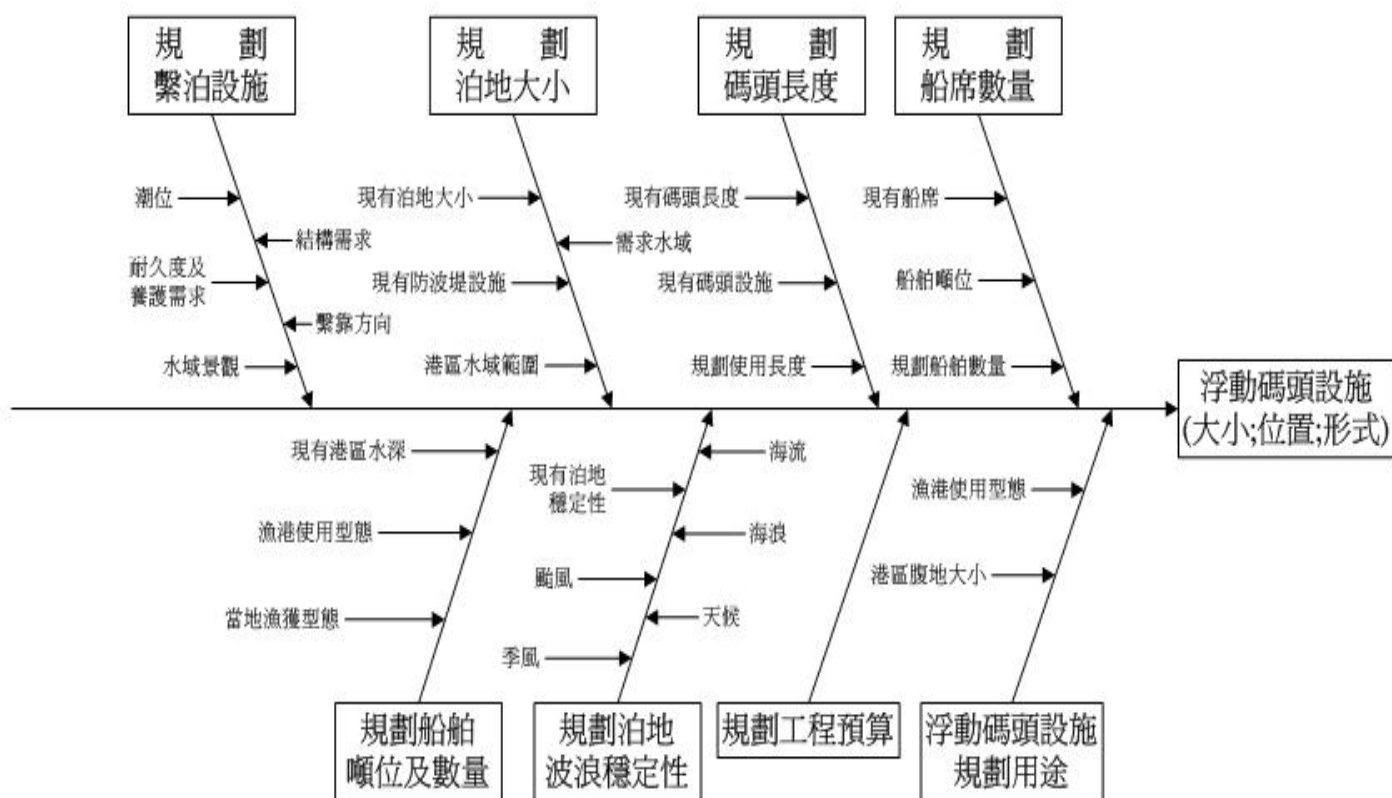 規 劃
繫泊設施
規 劃
泊地大小
規 劃
碼頭長度
規 劃
船席數量
潮位
結構需求
耐久度及
養護需求
繫靠方向
水域景觀
現有泊地大小
需求水域
現有防波堤設施
港區水域範圍
現有碼頭長度
現有碼頭設施
規劃使用長度
現有船席
船舶噸位
規劃船舶數量
浮動碼頭設施
(大小;位置;形式)
現有港區水深
漁港使用型態
當地漁獲型態
海流
現有泊地
穩定性
海浪
颱風
天候
季風
漁港使用型態
港區腹地大小
規劃船舶
噸位及數量
規劃泊地
波浪穩定性
規劃工程預算
浮動碼頭設施
規劃用途